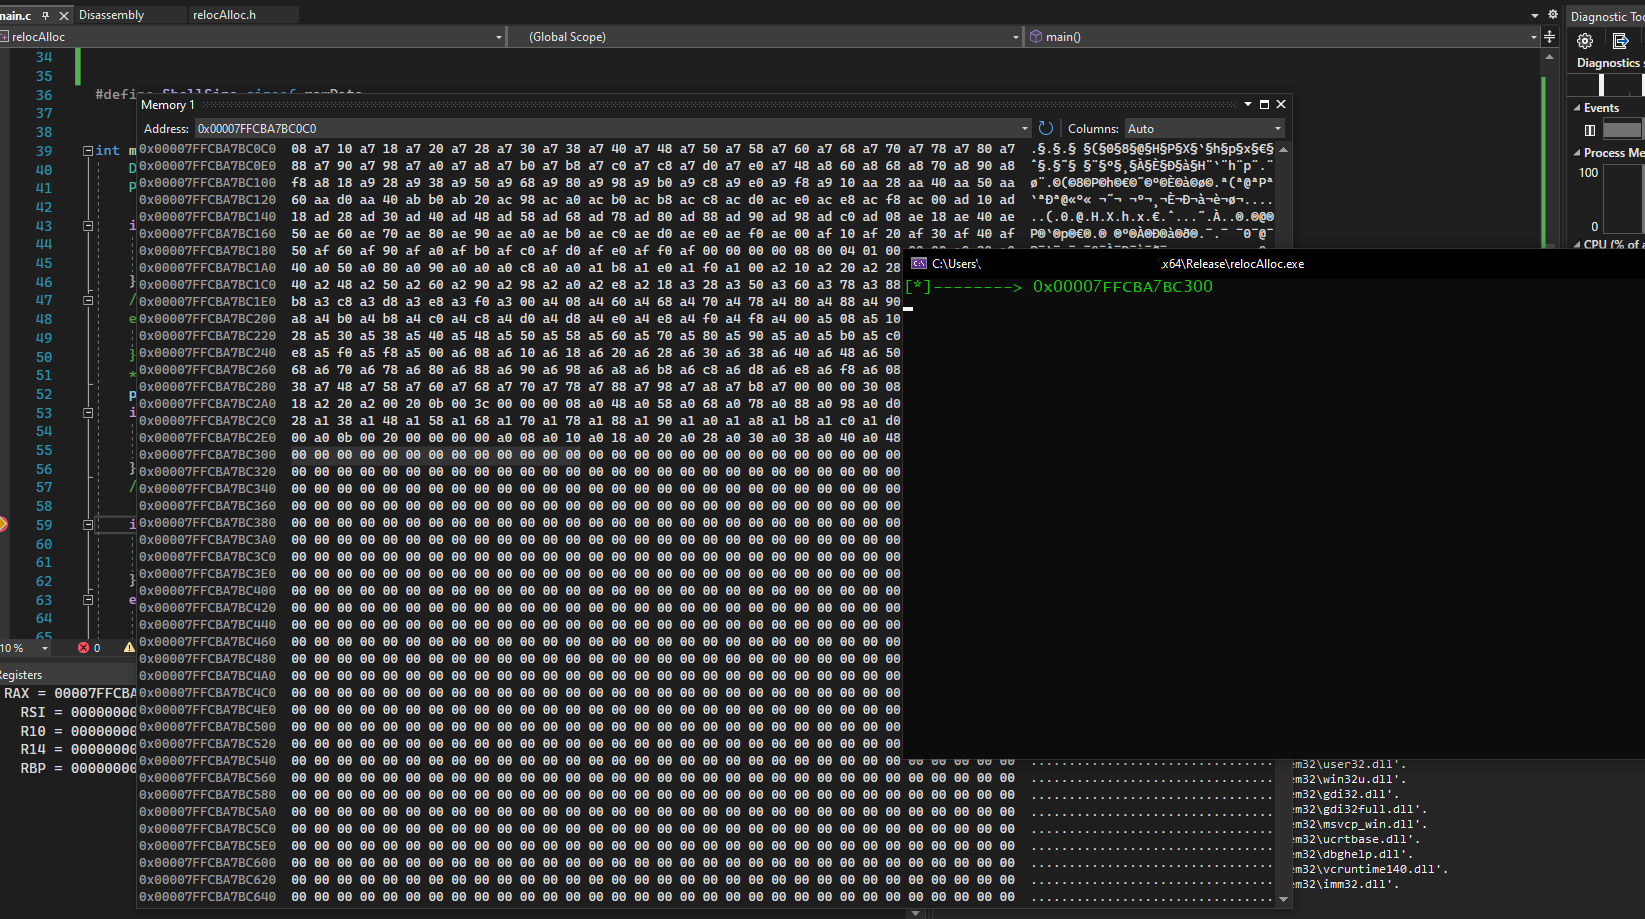 main.c
Disassembly
relocAlloc.h
Diagnostic Too
relocAlloc
(Global Scope)
main()
Diagnostics s
Events
Process Me
100
0
CPU (% of a
34
35
36
37
38
39 int m
40 D
41 P
42
43 i
44
45
46 }
47 /
48 e
49
50 }
51 *
52 p
53 i
54
55
56 }
57 /
58
59 i
60
61
62 }
63 e
64
65
#define
Memory 1
Address: 0x00007FFCBA7BC0C0
Columns: Auto
0x00007FFCBA7BC0C0 08 a7 10 a7 18 a7 20 a7 28 a7 30 a7 38 a7 40 a7 48 a7 50 a7 58 a7 60 a7 68 a7 70 a7 78 a7 80 a7
0x00007FFCBA7BC0E0 88 a7 90 a7 98 a7 a0 a7 a8 a7 b0 a7 b8 a7 c0 a7 c8 a7 d0 a7 e0 a7 48 a8 60 a8 68 a8 70 a8 90 a8
0x00007FFCBA7BC100 f8 a8 18 a9 28 a9 38 a9 50 a9 68 a9 80 a9 98 a9 b0 a9 c8 a9 e0 a9 f8 a9 10 aa 28 aa 40 aa 50 aa
0x00007FFCBA7BC120 60 aa d0 aa 40 ab b0 ab 20 ac 98 ac a0 ac b0 ac b8 ac c8 ac d0 ac e0 ac e8 ac f8 ac 00 ad 10 ad
0x00007FFCBA7BC140 18 ad 28 ad 30 ad 40 ad 48 ad 58 ad 68 ad 78 ad 80 ad 88 ad 90 ad 98 ad c0 ad 08 ae 18 ae 40 ae
0x00007FFCBA7BC160 50 ae 60 ae 70 ae 80 ae 90 ae a0 ae b0 ae c0 ae d0 ae e0 ae f0 ae 00 af 10 af 20 af 30 af 40 af
0x00007FFCBA7BC180 50 af 60 af 90 af a0 af b0 af c0 af d0 af e0 af f0 af 00 00 00 08 00 04 01 00
0x00007FFCBA7BC1A0 40 a0 50 a0 80 a0 90 a0 a0 a0 c8 a0 a0 a1 b8 a1 e0 a1 f0 a1 00 a2 10 a2 20 a2 28
0x00007FFCBA7BC1C0 40 a2 48 a2 50 a2 60 a2 90 a2 98 a2 a0 a2 e8 a2 18 a3 28 a3 50 a3 60 a3 78 a3 88
0x00007FFCBA7BC1E0 b8 a3 c8 a3 d8 a3 e8 a3 f0 a3 00 a4 08 a4 60 a4 68 a4 70 a4 78 a4 80 a4 88 a4 90
0x00007FFCBA7BC200 a8 a4 b0 a4 b8 a4 c0 a4 c8 a4 d0 a4 d8 a4 e0 a4 e8 a4 f0 a4 f8 a4 00 a5 08 a5 10
0x00007FFCBA7BC220 28 a5 30 a5 38 a5 40 a5 48 a5 50 a5 58 a5 60 a5 70 a5 80 a5 90 a5 a0 a5 b0 a5 c0
0x00007FFCBA7BC240 e8 a5 f0 a5 f8 a5 00 a6 08 a6 10 a6 18 a6 20 a6 28 a6 30 a6 38 a6 40 a6 48 a6 50
0x00007FFCBA7BC260 68 a6 70 a6 78 a6 80 a6 88 a6 90 a6 98 a6 a8 a6 b8 a6 c8 a6 d8 a6 e8 a6 f8 a6 08
0x00007FFCBA7BC280 38 a7 48 a7 58 a7 60 a7 68 a7 70 a7 78 a7 88 a7 98 a7 a8 a7 b8 a7 00 00 00 30 08
0x00007FFCBA7BC2A0 18 a2 20 a2 00 20 0b 00 3c 00 00 00 08 a0 48 a0 58 a0 68 a0 78 a0 88 a0 98 a0 d0
0x00007FFCBA7BC2C0 28 a1 38 a1 48 a1 58 a1 68 a1 70 a1 78 a1 88 a1 90 a1 a0 a1 a8 a1 b8 a1 c0 a1 d0
0x00007FFCBA7BC2E0 00 a0 0b 00 20 00 00 00 00 a0 08 a0 10 a0 18 a0 20 a0 28 a0 30 a0 38 a0 40 a0 48
0x00007FFCBA7BC300 00 00 00 00 00 00 00 00 00 00 00 00 00 00 00 00 00 00 00 00 00 00 00 00 00 00 00
0x00007FFCBA7BC320 00 00 00 00 00 00 00 00 00 00 00 00 00 00 00 00 00 00 00 00 00 00 00 00 00 00 00
0x00007FFCBA7BC340 00 00 00 00 00 00 00 00 00 00 00 00 00 00 00 00 00 00 00 00 00 00 00 00 00 00 00
0x00007FFCBA7BC360 00 00 00 00 00 00 00 00 00 00 00 00 00 00 00 00 00 00 00 00 00 00 00 00 00 00 00
0x00007FFCBA7BC380 00 00 00 00 00 00 00 00 00 00 00 00 00 00 00 00 00 00 00 00 00 00 00 00 00 00 00
0x00007FFCBA7BC3A0 00 00 00 00 00 00 00 00 00 00 00 00 00 00 00 00 00 00 00 00 00 00 00 00 00 00 00
0x00007FFCBA7BC3C0 00 00 00 00 00 00 00 00 00 00 00 00 00 00 00 00 00 00 00 00 00 00 00 00 00 00 00
0x00007FFCBA7BC3E0 00 00 00 00 00 00 00 00 00 00 00 00 00 00 00 00 00 00 00 00 00 00 00 00 00 00 00
0x00007FFCBA7BC400 00 00 00 00 00 00 00 00 00 00 00 00 00 00 00 00 00 00 00 00 00 00 00 00 00 00 00
0x00007FFCBA7BC420 00 00 00 00 00 00 00 00 00 00 00 00 00 00 00 00 00 00 00 00 00 00 00 00 00 00 00
0x00007FFCBA7BC440 00 00 00 00 00 00 00 00 00 00 00 00 00 00 00 00 00 00 00 00 00 00 00 00 00 00 00
0x00007FFCBA7BC460 00 00 00 00 00 00 00 00 00 00 00 00 00 00 00 00 00 00 00 00 00 00 00 00 00 00 00
0x00007FFCBA7BC480 00 00 00 00 00 00 00 00 00 00 00 00 00 00 00 00 00 00 00 00 00 00 00 00 00 00 00
0x00007FFCBA7BC4A0 00 00 00 00 00 00 00 00 00 00 00 00 00 00 00 00 00 00 00 00 00 00 00 00 00 00 00
0x00007FFCBA7BC4C0 00 00 00 00 00 00 00 00 00 00 00 00 00 00 00 00 00 00 00 00 00 00 00 00 00 00 00
0x00007FFCBA7BC4E0 00 00 00 00 00 00 00 00 00 00 00 00 00 00 00 00 00 00 00 00 00 00 00 00 00 00 00
0x00007FFCBA7BC500 00 00 00 00 00 00 00 00 00 00 00 00 00 00 00 00 00 00 00 00 00 00 00 00 00 00 00
0x00007FFCBA7BC520 00 00 00 00 00 00 00 00 00 00 00 00 00 00 00 00 00 00 00 00 00 00 00 00 00 00 00
0x00007FFCBA7BC540 00 00 00 00 00 00 00 00 00 00 00 00 00 00 00 00 00 00 00 00 00 00 00 00 00 00 00 00 00 00 00 00 ................................
0x00007FFCBA7BC560 00 00 00 00 00 00 00 00 00 00 00 00 00 00 00 00 00 00 00 00 00 00 00 00 00 00 00 00 00 00 00 00 ................................
0x00007FFCBA7BC580 00 00 00 00 00 00 00 00 00 00 00 00 00 00 00 00 00 00 00 00 00 00 00 00 00 00 00 00 00 00 00 00 ................................
0x00007FFCBA7BC5A0 00 00 00 00 00 00 00 00 00 00 00 00 00 00 00 00 00 00 00 00 00 00 00 00 00 00 00 00 00 00 00 00 ................................
0x00007FFCBA7BC5C0 00 00 00 00 00 00 00 00 00 00 00 00 00 00 00 00 00 00 00 00 00 00 00 00 00 00 00 00 00 00 00 00 ................................
0x00007FFCBA7BC5E0 00 00 00 00 00 00 00 00 00 00 00 00 00 00 00 00 00 00 00 00 00 00 00 00 00 00 00 00 00 00 00 00 ................................
0x00007FFCBA7BC600 00 00 00 00 00 00 00 00 00 00 00 00 00 00 00 00 00 00 00 00 00 00 00 00 00 00 00 00 00 00 00 00 ................................
0x00007FFCBA7BC620 00 00 00 00 00 00 00 00 00 00 00 00 00 00 00 00 00 00 00 00 00 00 00 00 00 00 00 00 00 00 00 00 ................................
0x00007FFCBA7BC640 00 00 00 00 00 00 00 00 00 00 00 00 00 00 00 00 00 00 00 00 00 00 00 00 00 00 00 00 00 00 00 00 ................................
C:\Users\ .x64\Release\relocAlloc.exe
[*]--------> 0x00007FFCBA7BC300
10 %
0
Registers
RAX = 00007FFCBA
RSI = 00000000
R10 = 00000000
R14 = 00000000
RBP = 00000000
em32\user32.dll'.
em32\win32u.dll'.
em32\gdi32.dll'.
em32\gdi32full.dll'.
em32\msvcp_win.dll'.
em32\ucrtbase.dll'.
em32\dbghelp.dll'.
em32\vcruntime140.dll'.
em32\imm32.dll'.